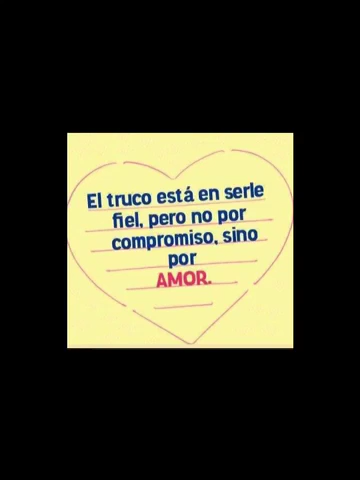 El truco está en serle
fiel, pero no por
compromiso, sino
por
AMOR.